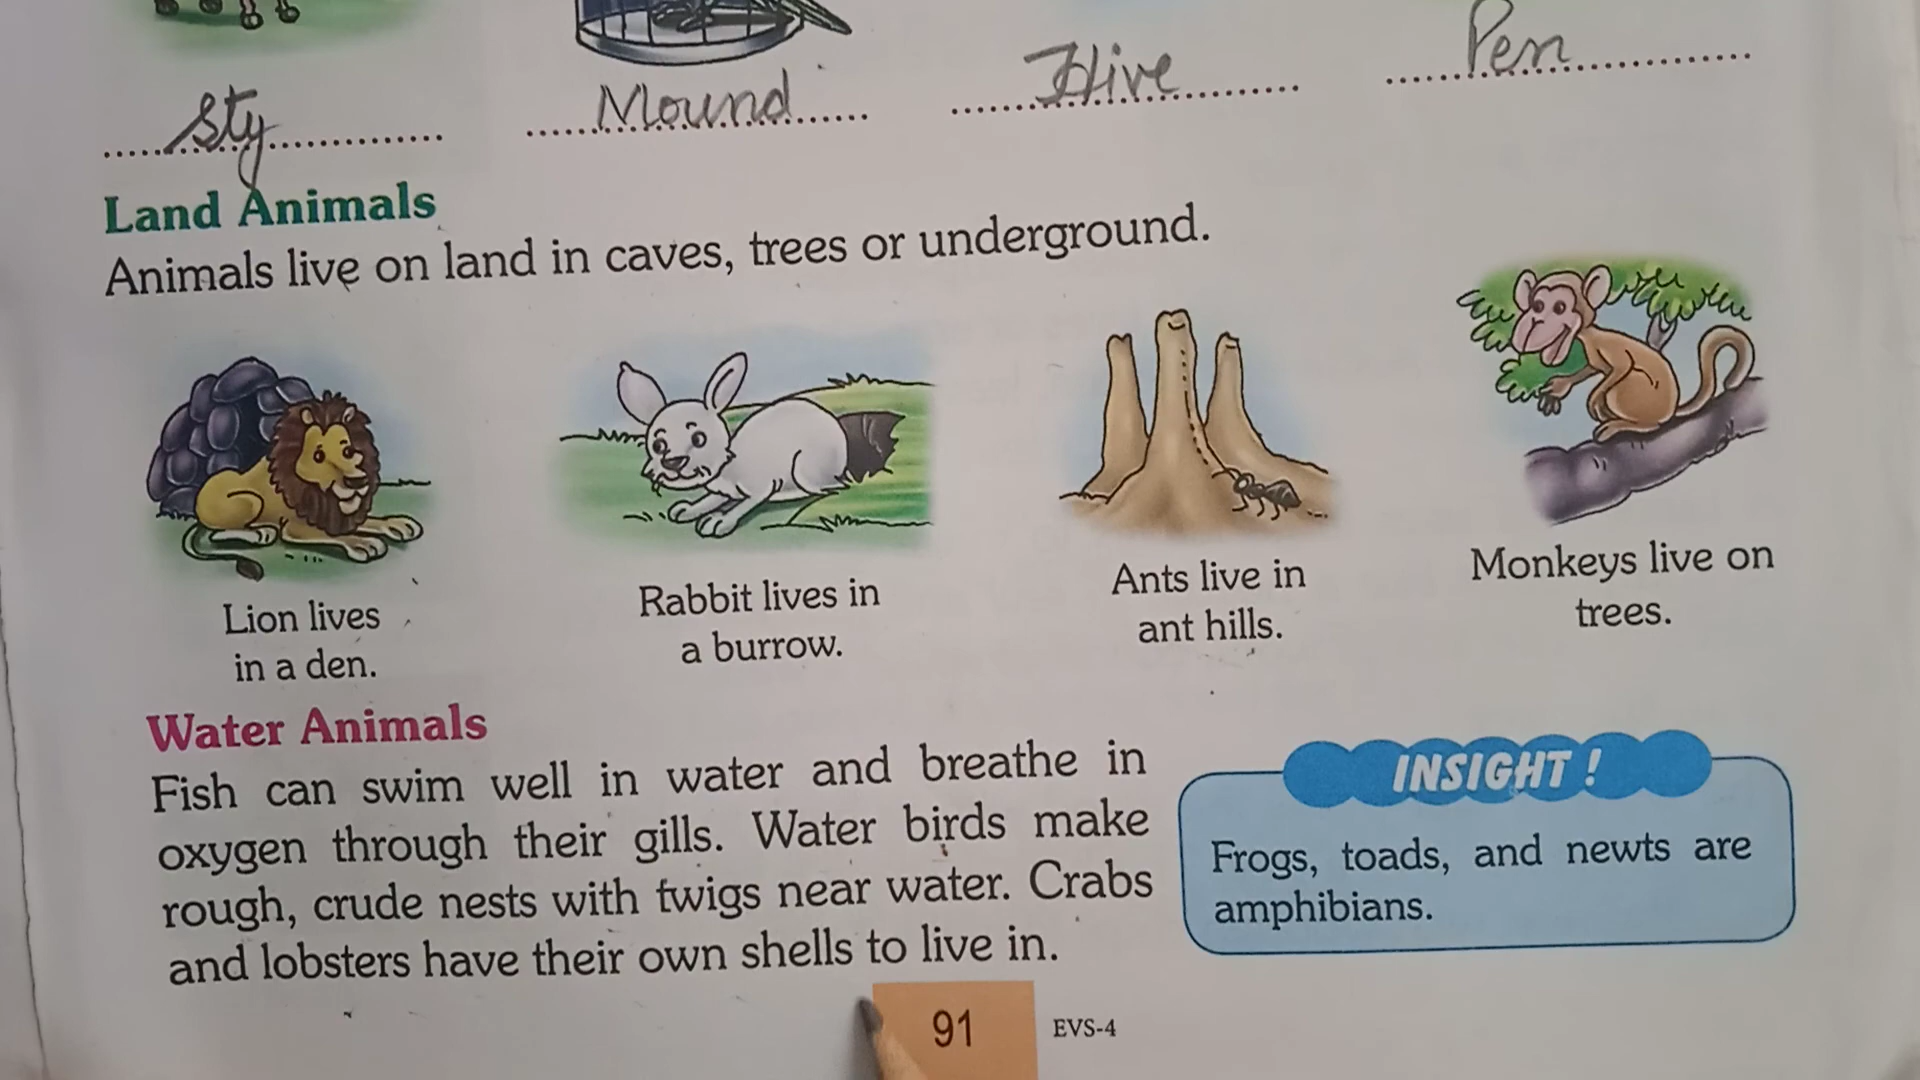 Sty Mound Hive Pen
Land Animals
Animals live on land in caves, trees or underground.
Lion lives
in a den.
Rabbit lives in
a burrow.
Ants live in
ant hills.
Monkeys live on
trees.
Water Animals
Fish can swim well in water and breathe in
oxygen through their gills. Water birds make
rough, crude nests with twigs near water. Crabs
and lobsters have their own shells to live in.
INSIGHT !
Frogs, toads, and newts are
amphibians.
91
EVS-4